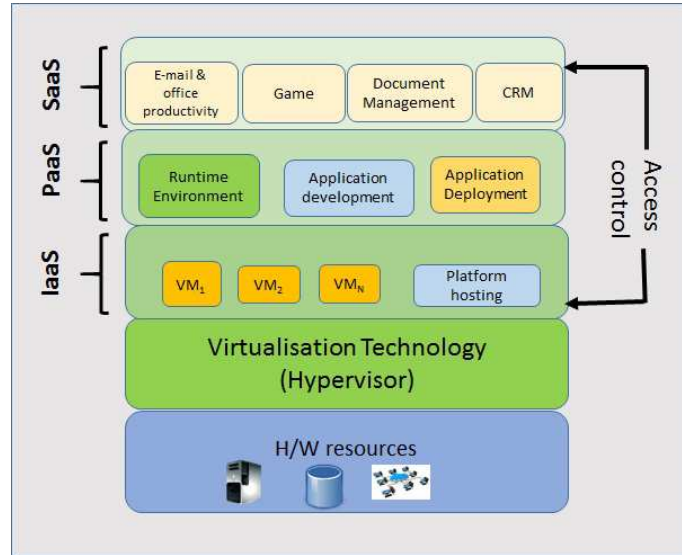 SaaS
E-mail &
office
productivity
Game
Document
Management
CRM
PaaS
Runtime
Environment
Application
development
Application
Deployment
Access
control
IaaS
VM1
VM2
VMN
Platform
hosting
Virtualisation Technology
(Hypervisor)
H/W resources